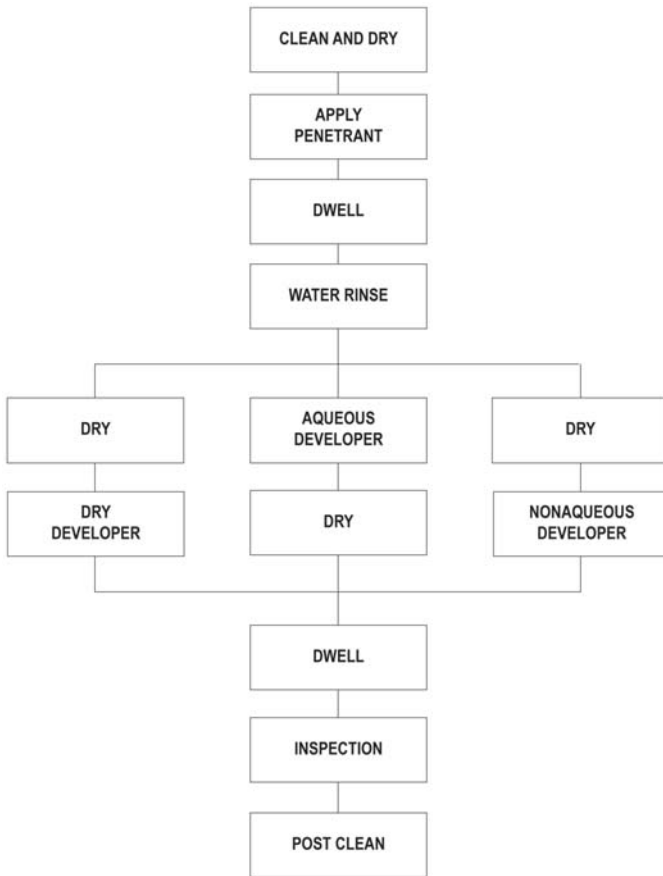 CLEAN AND DRY
APPLY
PENETRANT
DWELL
WATER RINSE
DRY
AQUEOUS
DEVELOPER
DRY
DRY
DEVELOPER
DRY
NONAQUEOUS
DEVELOPER
DWELL
INSPECTION
POST CLEAN